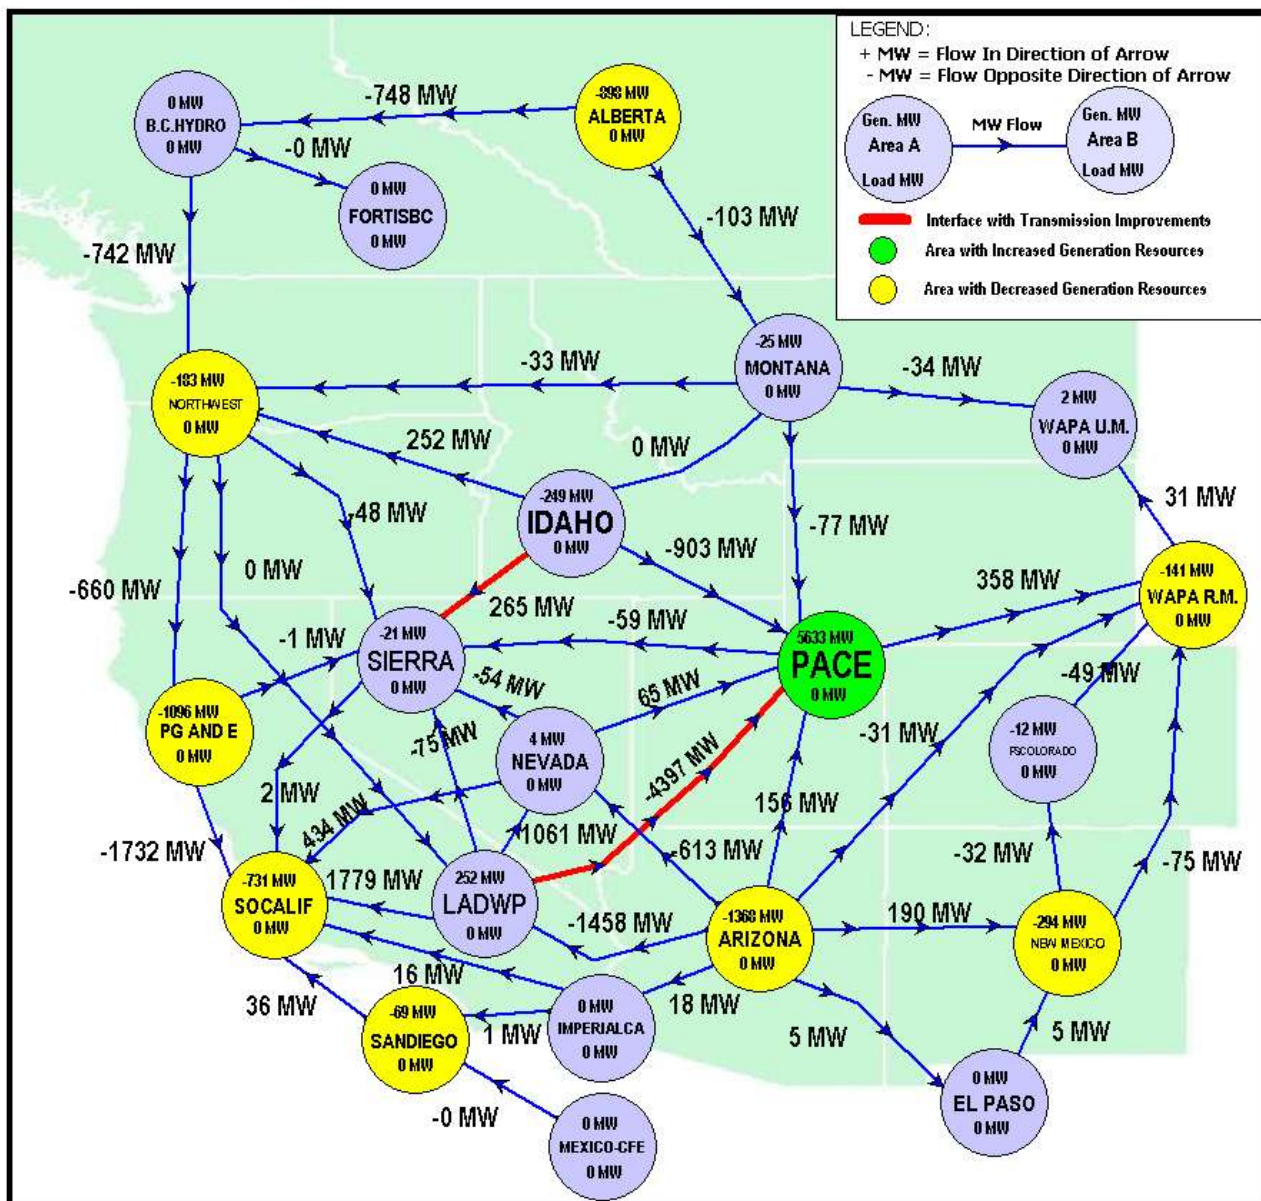 LEGEND:
+ MW = Flow In Direction of Arrow
- MW = Flow Opposite Direction of Arrow
Gen. MW
Area A
Load MW
MW Flow
Gen. MW
Area B
Load MW
Interface with Transmission Improvements
Area with Increased Generation Resources
Area with Decreased Generation Resources
0 MW
B.C.HYDRO
0 MW
-748 MW
-898 MW
ALBERTA
0 MW
-0 MW
0 MW
FORTISBC
0 MW
-742 MW
-103 MW
-183 MW
NORTHWEST
0 MW
-33 MW
-25 MW
MONTANA
0 MW
-34 MW
2 MW
WAPA U.M.
0 MW
252 MW
0 MW
-249 MW
IDAHO
0 MW
-48 MW
-77 MW
31 MW
-660 MW
0 MW
-903 MW
265 MW
358 MW
-141 MW
WAPA R.M.
0 MW
-1 MW
-21 MW
SIERRA
0 MW
-59 MW
5633 MW
PACE
0 MW
-54 MW
65 MW
-49 MW
-1096 MW
PG AND E
0 MW
-75 MW
4 MW
NEVADA
0 MW
-4397 MW
-31 MW
-12 MW
PSCOLORADO
0 MW
2 MW
434 MW
1061 MW
156 MW
-1732 MW
-613 MW
-32 MW
-75 MW
-731 MW
SOCALIF
0 MW
1779 MW
252 MW
LADWP
0 MW
-1458 MW
-1368 MW
ARIZONA
0 MW
190 MW
-294 MW
NEW MEXICO
0 MW
16 MW
36 MW
-69 MW
SANDIEGO
0 MW
1 MW
0 MW
IMPERIALCA
0 MW
18 MW
5 MW
5 MW
0 MW
EL PASO
0 MW
-0 MW
0 MW
MEXICO-CFE
0 MW